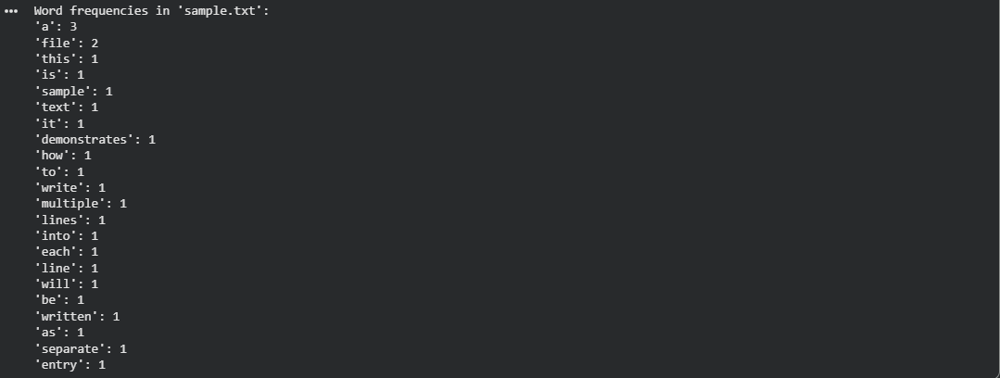 ••• Word frequencies in 'sample.txt':
'a': 3
'file': 2
'this': 1
'is': 1
'sample': 1
'text': 1
'it': 1
'demonstrates': 1
'how': 1
'to': 1
'write': 1
'multiple': 1
'lines': 1
'into': 1
'each': 1
'line': 1
'will': 1
'be': 1
'written': 1
'as': 1
'separate': 1
'entry': 1